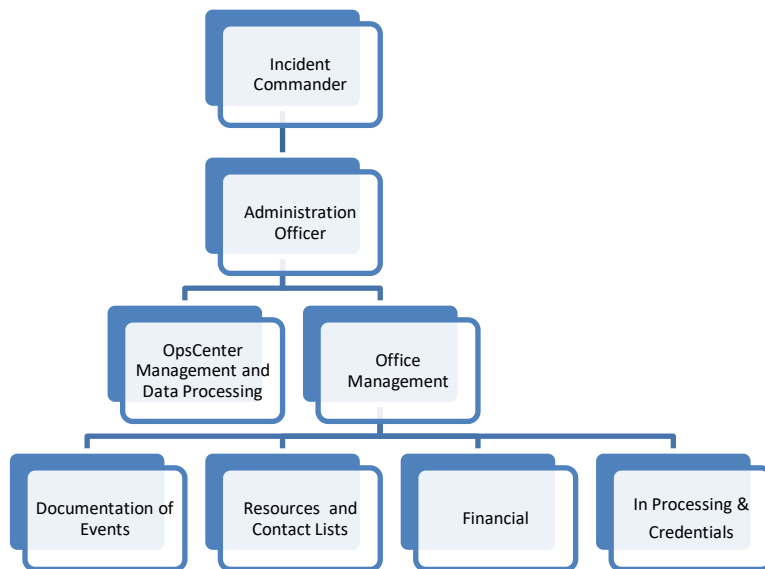 Incident
Commander
Administration
Officer
OpsCenter
Management and
Data Processing
Office
Management
Documentation of
Events
Resources and
Contact Lists
Financial
In Processing &
Credentials